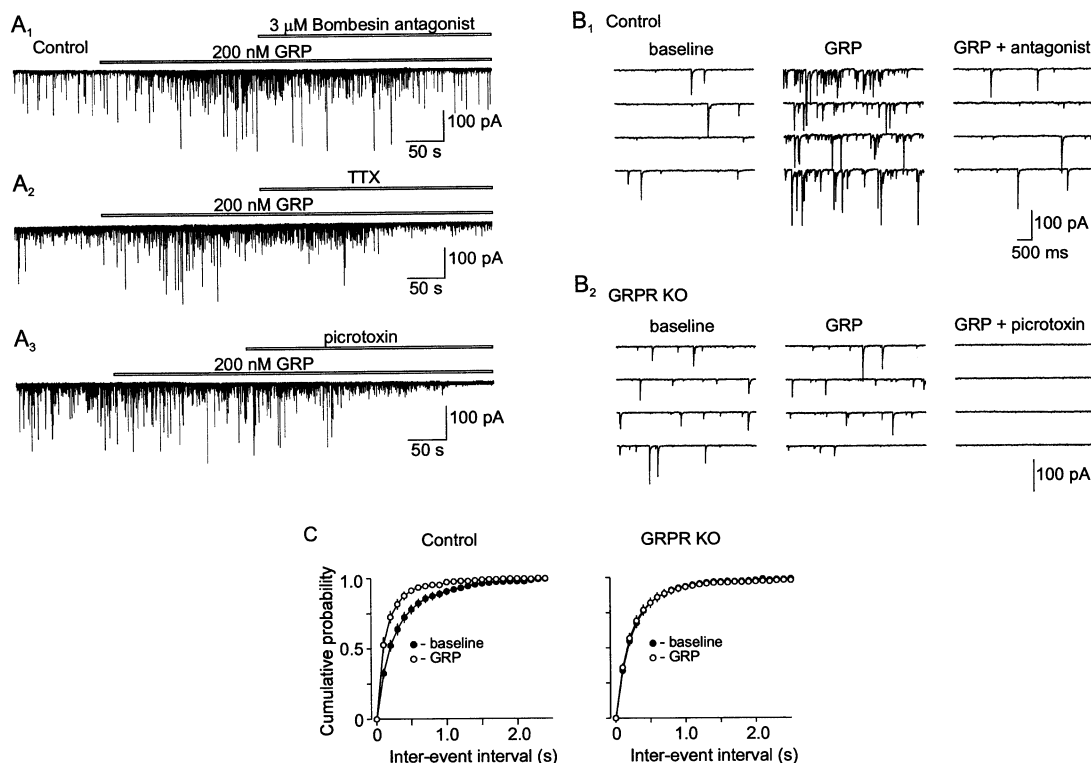 A1
3 μM Bombesin antagonist
Control
200 nM GRP
100 pA
50 s
A2
TTX
200 nM GRP
100 pA
50 s
A3
picrotoxin
200 nM GRP
100 pA
50 s
B1 Control
baseline GRP GRP + antagonist
100 pA
500 ms
B2 GRPR KO
baseline GRP GRP + picrotoxin
100 pA
C
Control GRPR KO
Cumulative probability
1.0
0.5
0
- baseline
- GRP
- baseline
- GRP
0 1.0 2.0
0 1.0 2.0
Inter-event interval (s)
Inter-event interval (s)